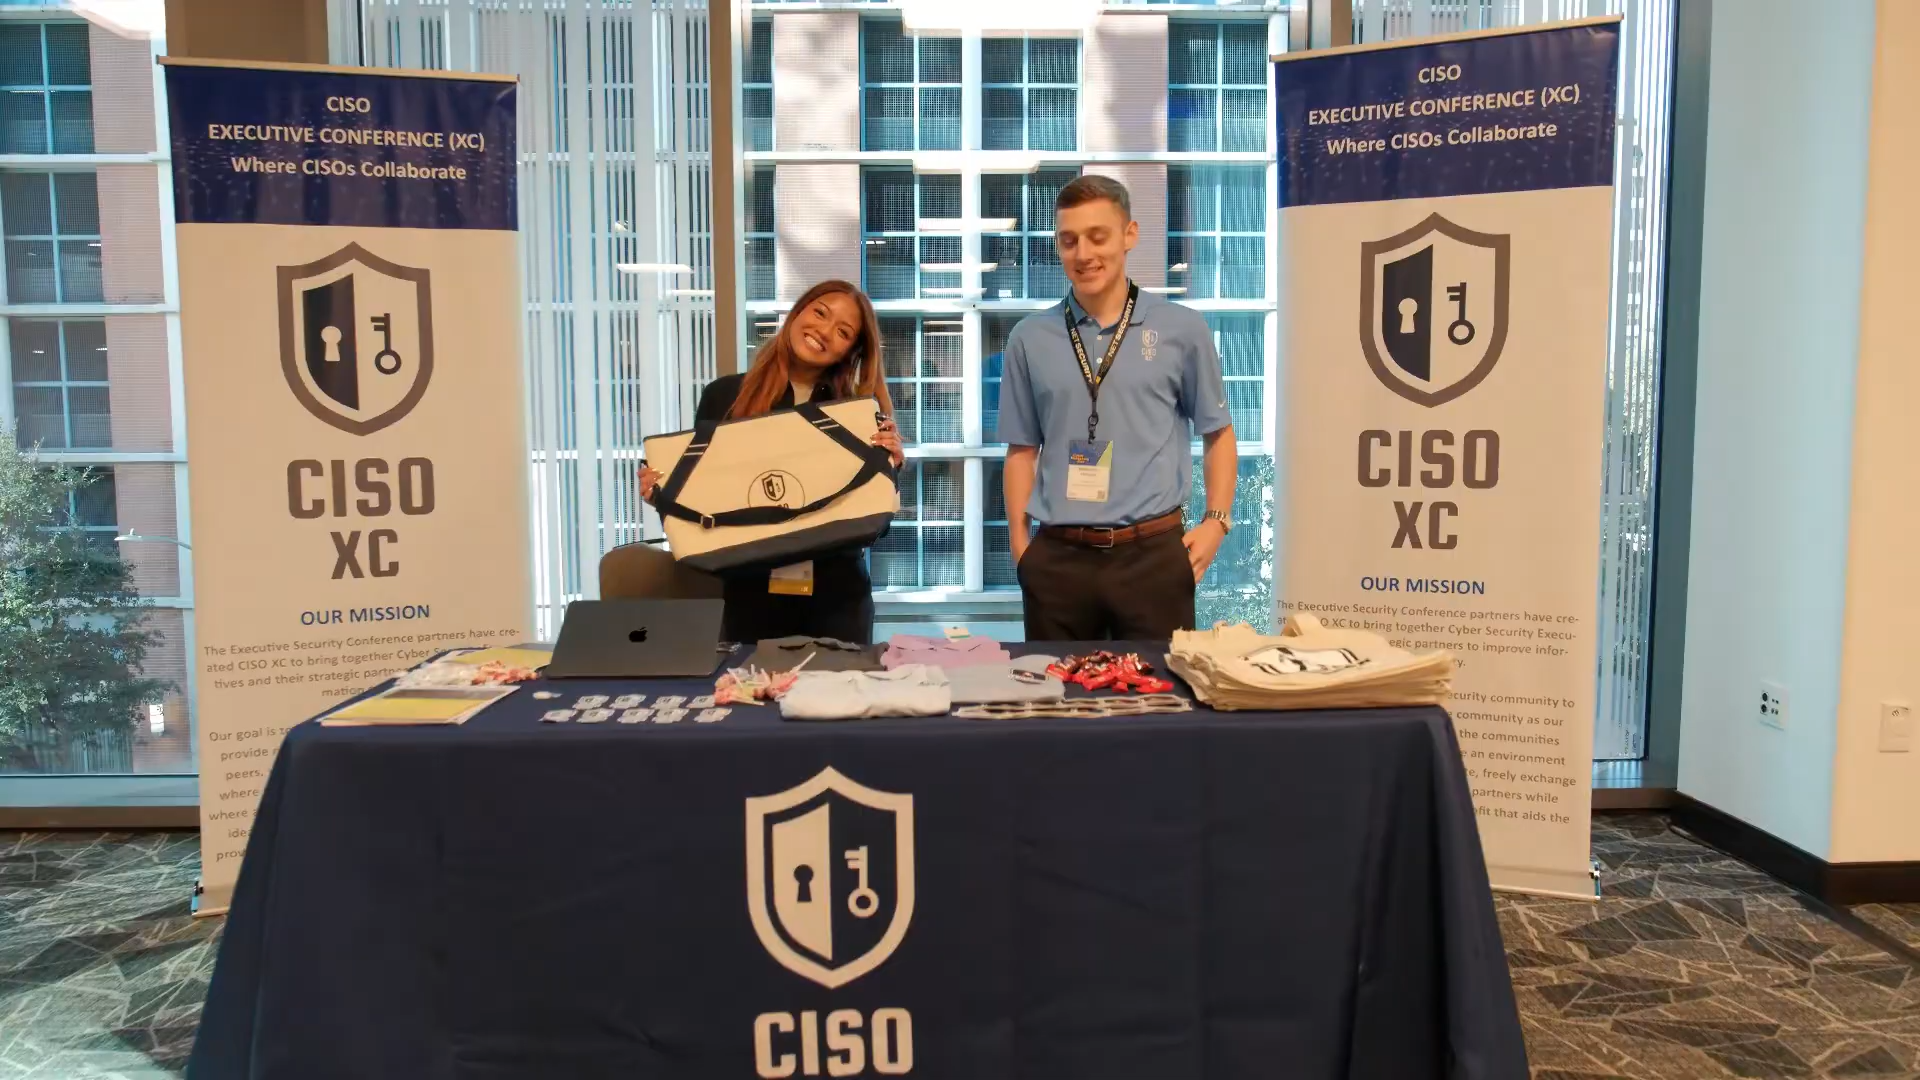 CISO
EXECUTIVE CONFERENCE (XC)
Where CISOs Collaborate
CISO
XC
OUR MISSION
The Executive Security Conference partners have cre-
ated CISO XC to bring together Cyber
tives and their strategic
Our goal is
provide
peers,
where
where
CISO
EXECUTIVE CONFERENCE (XC)
Where CISOs Collaborate
CISO
XC
OUR MISSION
The Executive Security Conference partners have cre-
XC to bring together Cyber Security Execu-
partners to improve infor-
community to
community as our
the communities
an environment
freely exchange
partners while
that aids the
NETSECURITY
NETSECURITY
CISO
XC
CISO